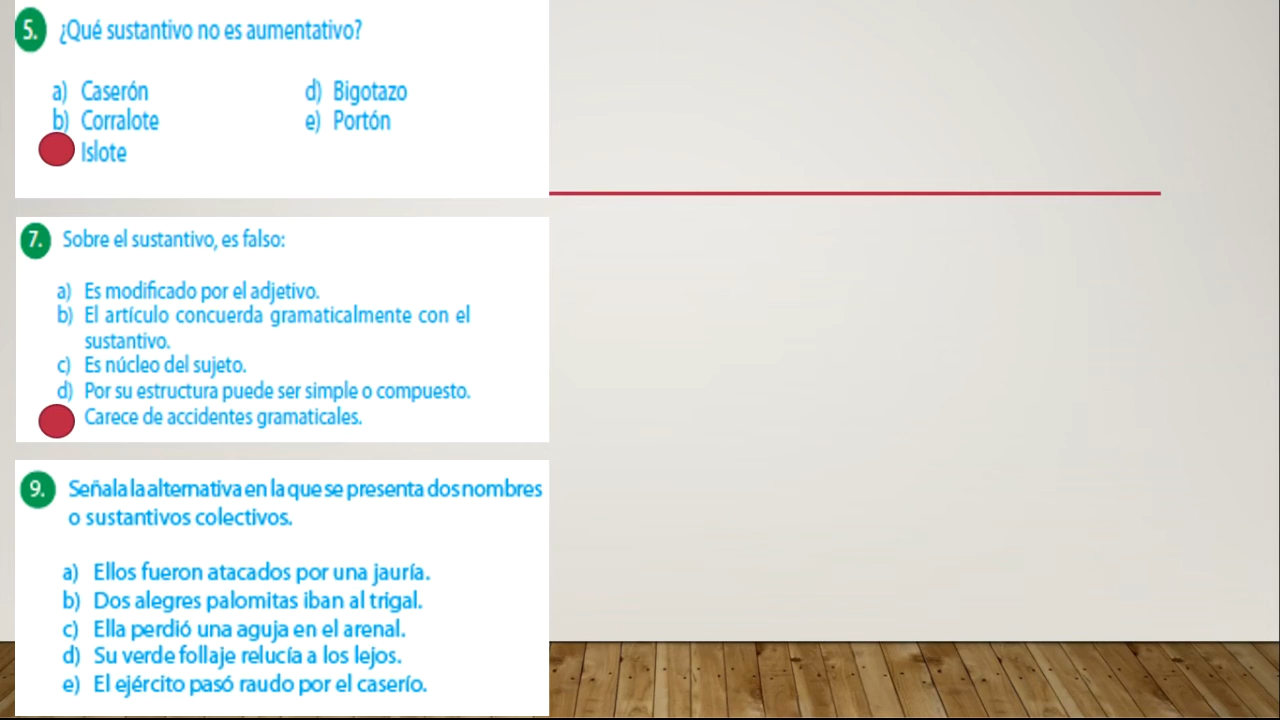 5. ¿Qué sustantivo no es aumentativo?
a) Caserón
b) Corralote
Islote
d) Bigotazo
e) Portón
7. Sobre el sustantivo, es falso:
a) Es modificado por el adjetivo.
b) El artículo concuerda gramaticalmente con el
sustantivo.
c) Es núcleo del sujeto.
d) Por su estructura puede ser simple o compuesto.
Carece de accidentes gramaticales.
9. Señala la alternativa en la que se presenta dos nombres
o sustantivos colectivos.
a) Ellos fueron atacados por una jauría.
b) Dos alegres palomitas iban al trigal.
c) Ella perdió una aguja en el arenal.
d) Su verde follaje relucía a los lejos.
e) El ejército pasó raudo por el caserío.